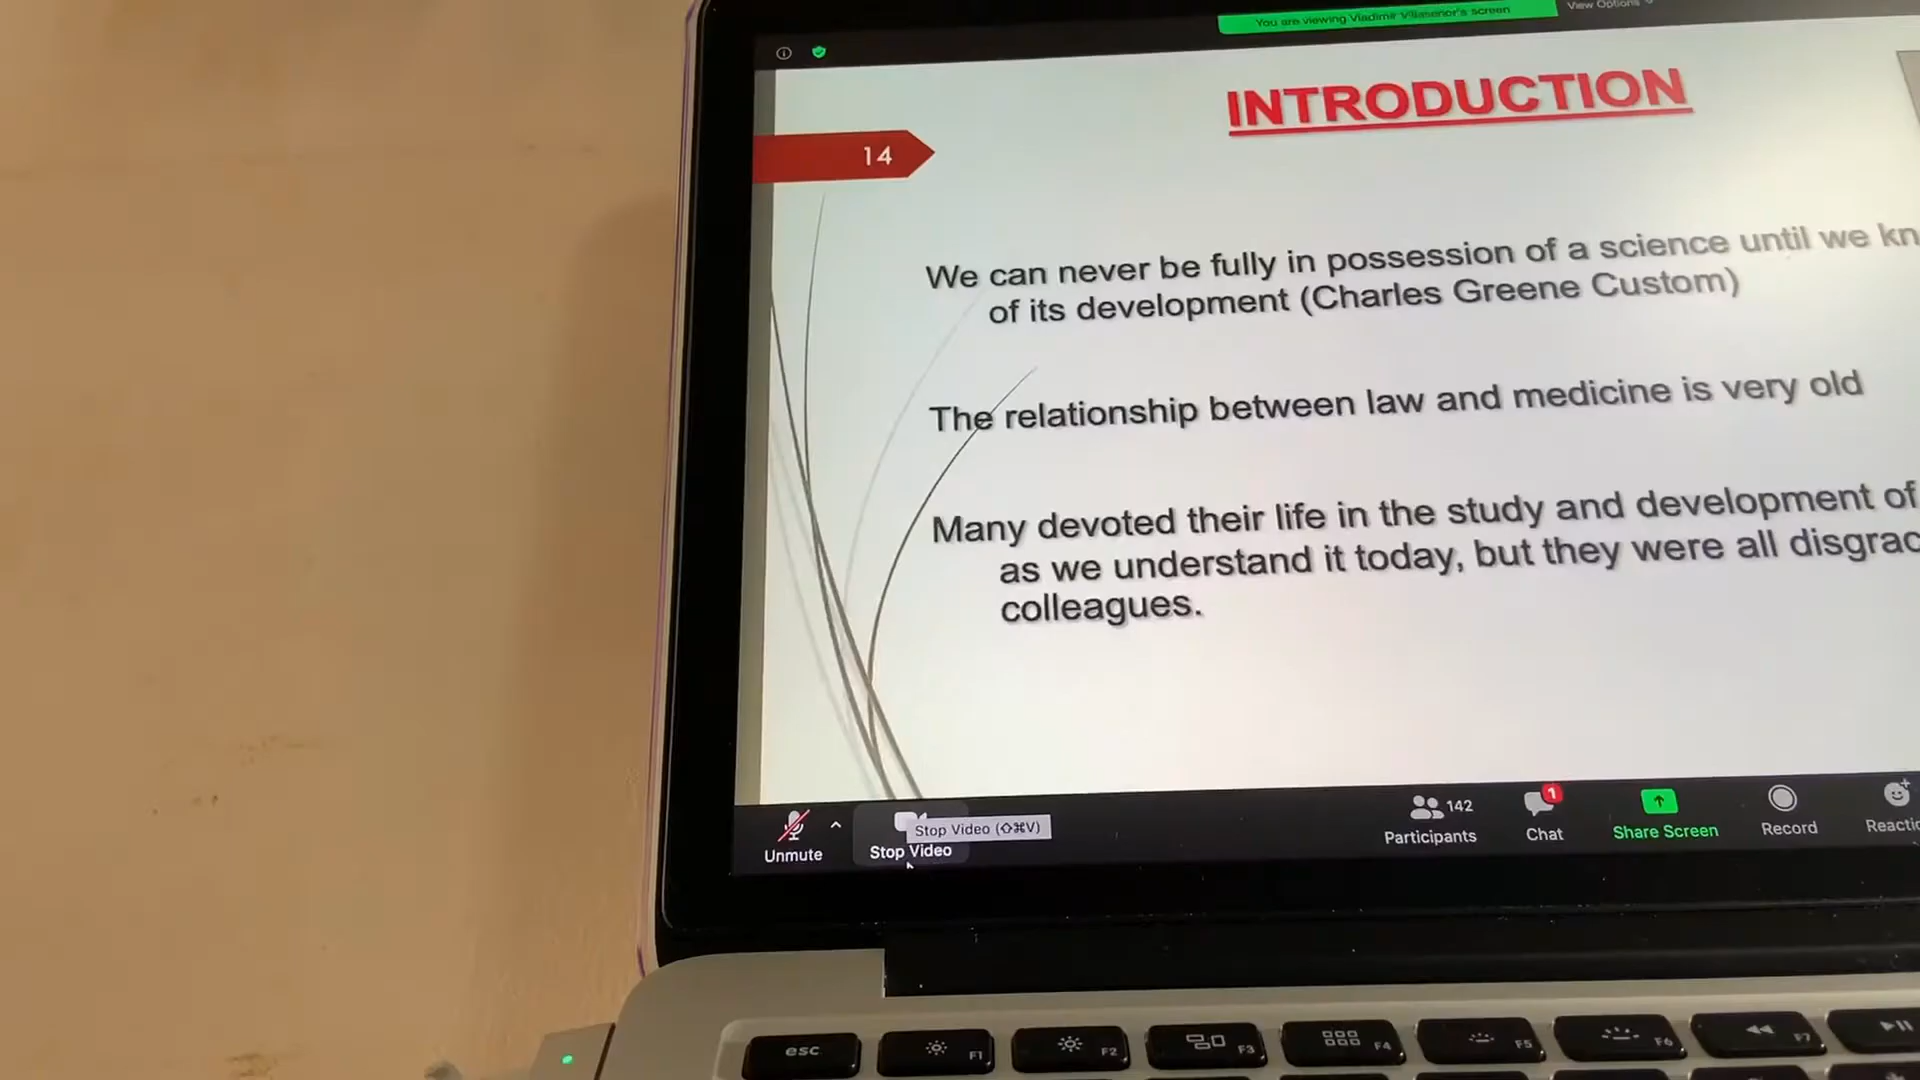 You are viewing Vladimir Villasenor's screen
View Options
INTRODUCTION
14
We can never be fully in possession of a science until we kn
of its development (Charles Greene Custom)
The relationship between law and medicine is very old
Many devoted their life in the study and development of
as we understand it today, but they were all disgrac
colleagues.
Stop Video (⇧⌘V)
Unmute
Stop Video
142
Participants
1
Chat
Share Screen
Record
Reactio
esc
F1
F2
F3
F4
F5
F6
F7